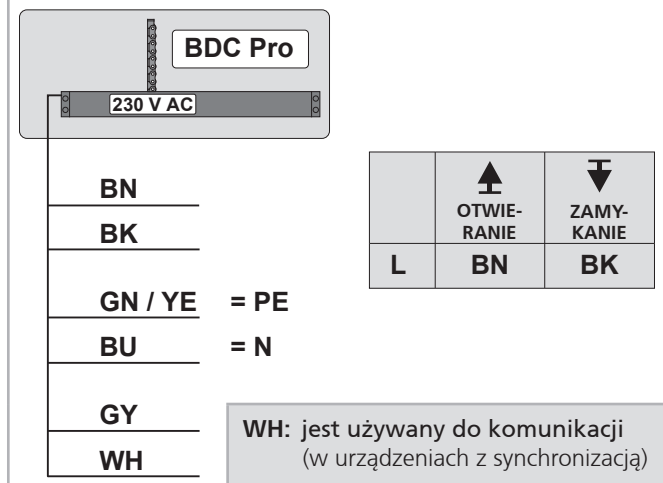 BDC Pro
230 V AC
BN
BK
GN / YE = PE
BU = N
GY
WH
OTWIE-
RANIE
ZAMY-
KANIE
L BN BK
WH: jest używany do komunikacji
(w urządzeniach z synchronizacją)